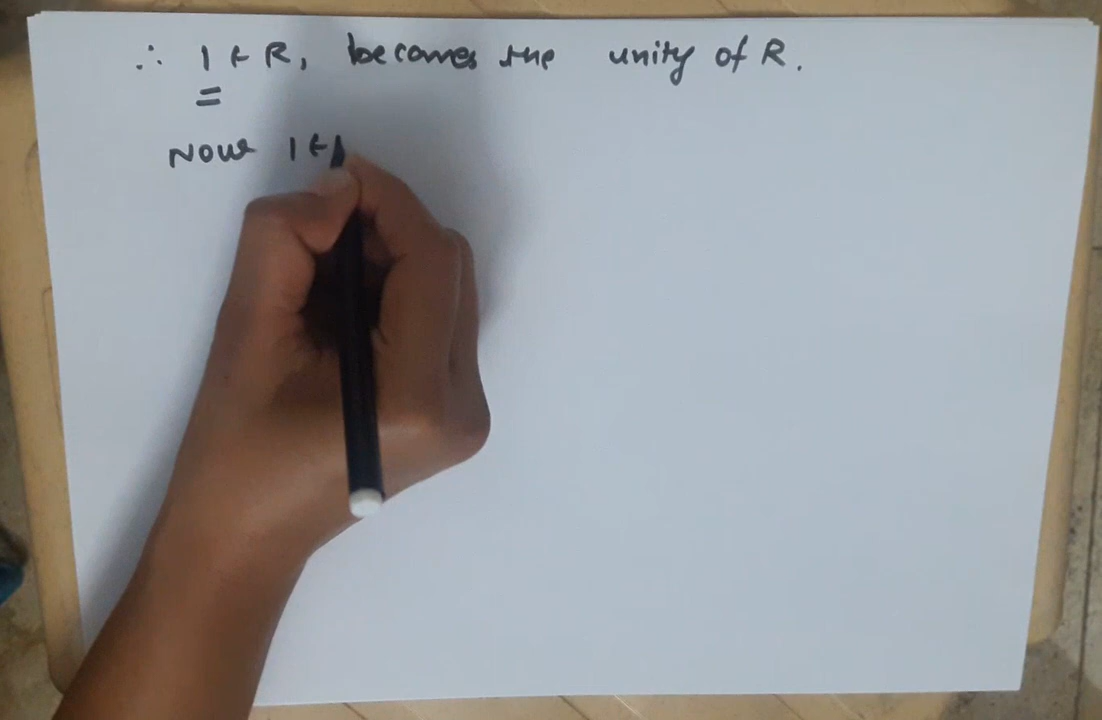 ∴ 1 ∈ R, becomes the unity of R.
Now 1 ∈